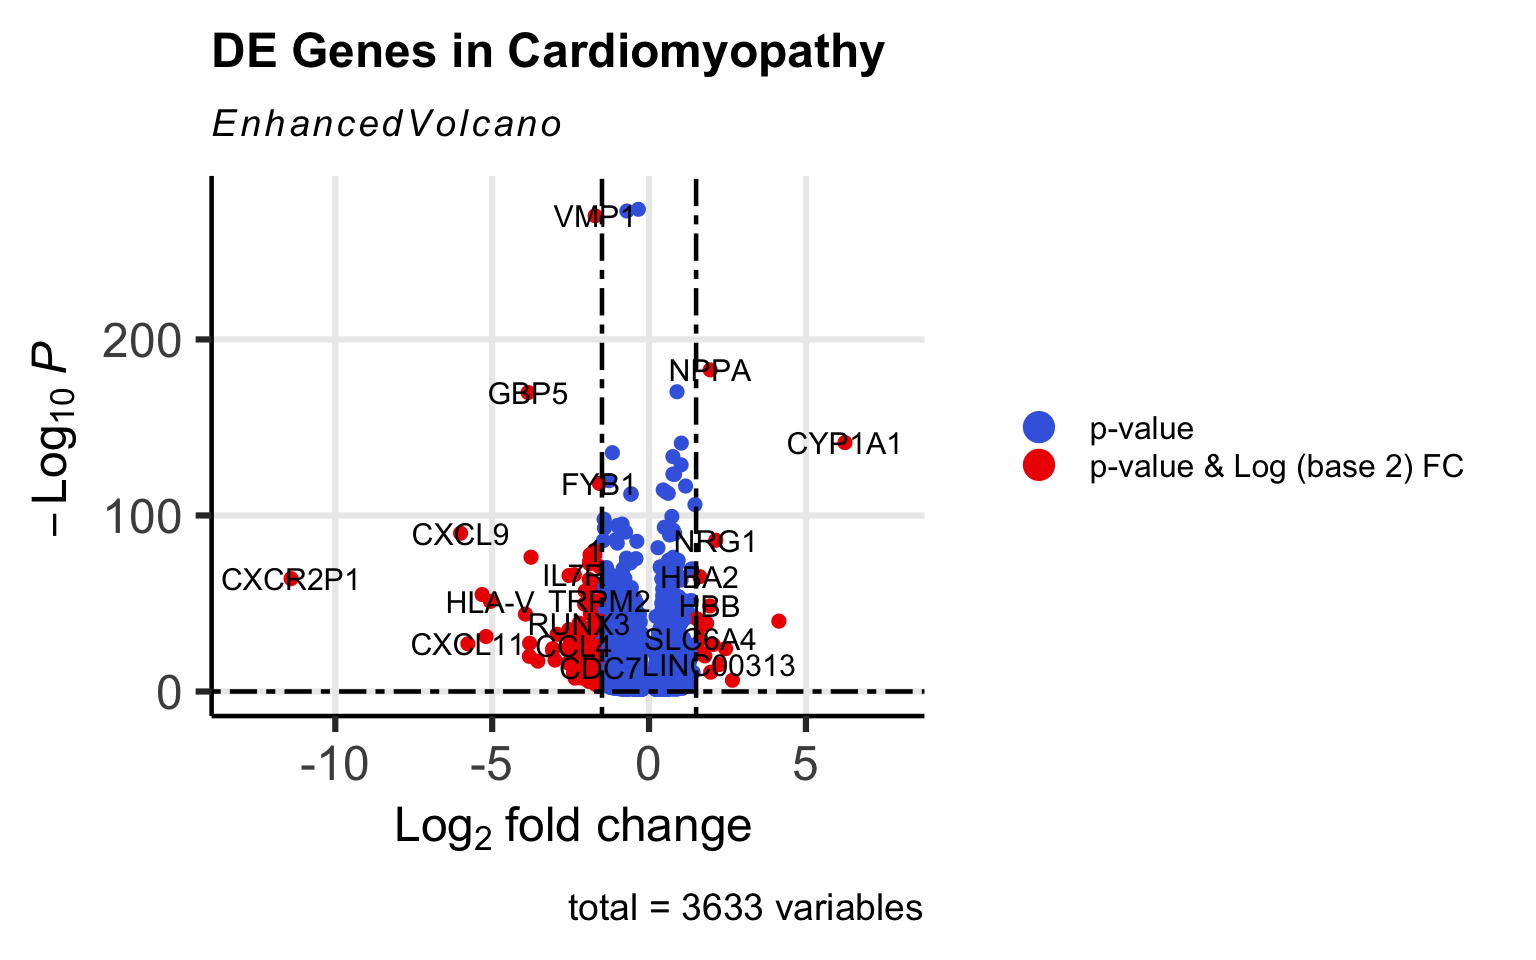 DE Genes in Cardiomyopathy
EnhancedVolcano
VMP1
200
NPPA
GBP5
CYP1A1
p-value
p-value & Log (base 2) FC
− Log10 P
FYB1
100
CXCL9
NRG1
IL7R
HBA2
CXCR2P1
HLA-V
TRPM2
HBB
RUNX3
SLC6A4
CXCL11
CCL4
CDC7
LINC00313
0
-10 -5 0 5
Log2 fold change
total = 3633 variables